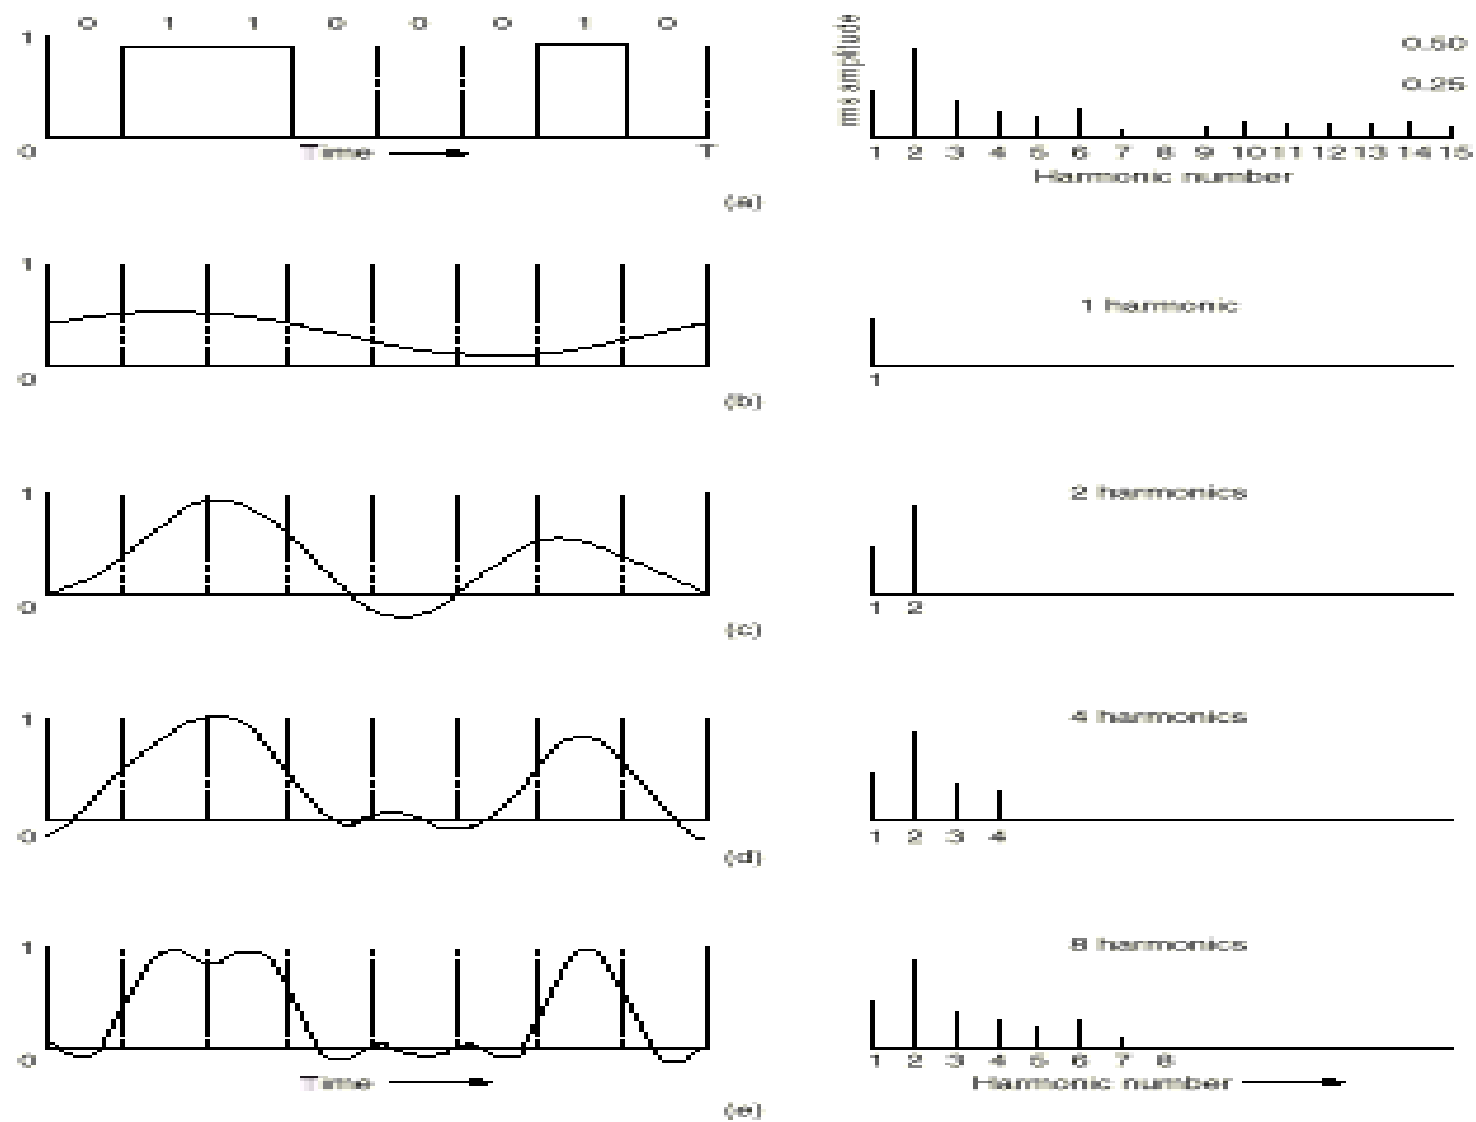 0 1 1 0 0 0 1 0
1
0
Time
T
(a)
rms amplitude
0.50
0.25
1 2 3 4 5 6 7 8 9 10 11 12 13 14 15
Harmonic number
1
0
(b)
1 harmonic
1
1
0
(c)
2 harmonics
1 2
1
0
(d)
4 harmonics
1 2 3 4
1
0
Time
(e)
8 harmonics
1 2 3 4 5 6 7 8
Harmonic number